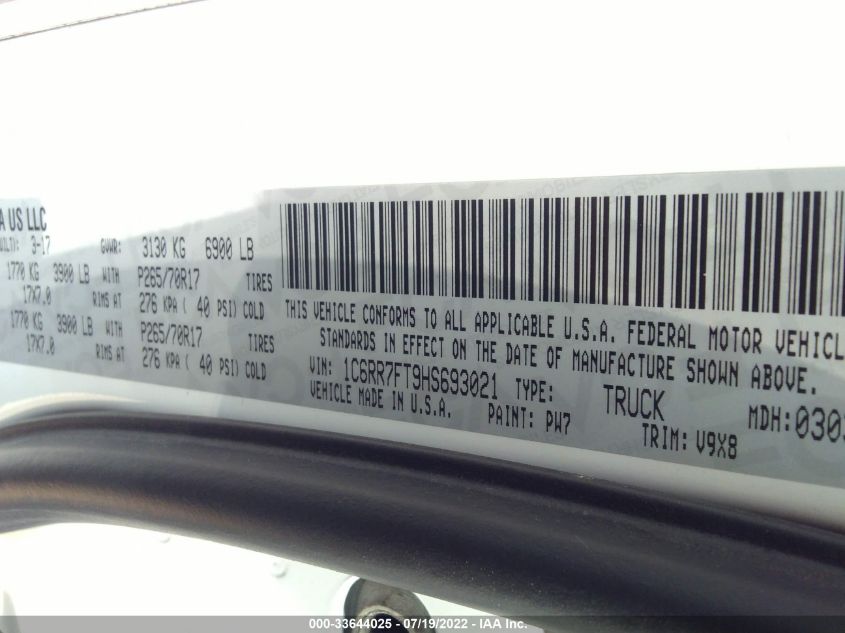 A US LLC
3-17 GVWR: 3130 KG 6900 LB
1770 KG 3900 LB WITH P265/70R17 TIRES
17X7.0 RIMS AT 276 KPA ( 40 PSI) COLD
1770 KG 3900 LB WITH P265/70R17 TIRES
17X7.0 RIMS AT 276 KPA ( 40 PSI) COLD
THIS VEHICLE CONFORMS TO ALL APPLICABLE U.S.A. FEDERAL MOTOR VEHICL
STANDARDS IN EFFECT ON THE DATE OF MANUFACTURE SHOWN ABOVE.
VIN: 1C6RR7FT9HS693021 TYPE: TRUCK MDH:0303
VEHICLE MADE IN U.S.A. PAINT: PW7 TRIM: V9X8
000-33644025 - 07/19/2022 - IAA Inc.